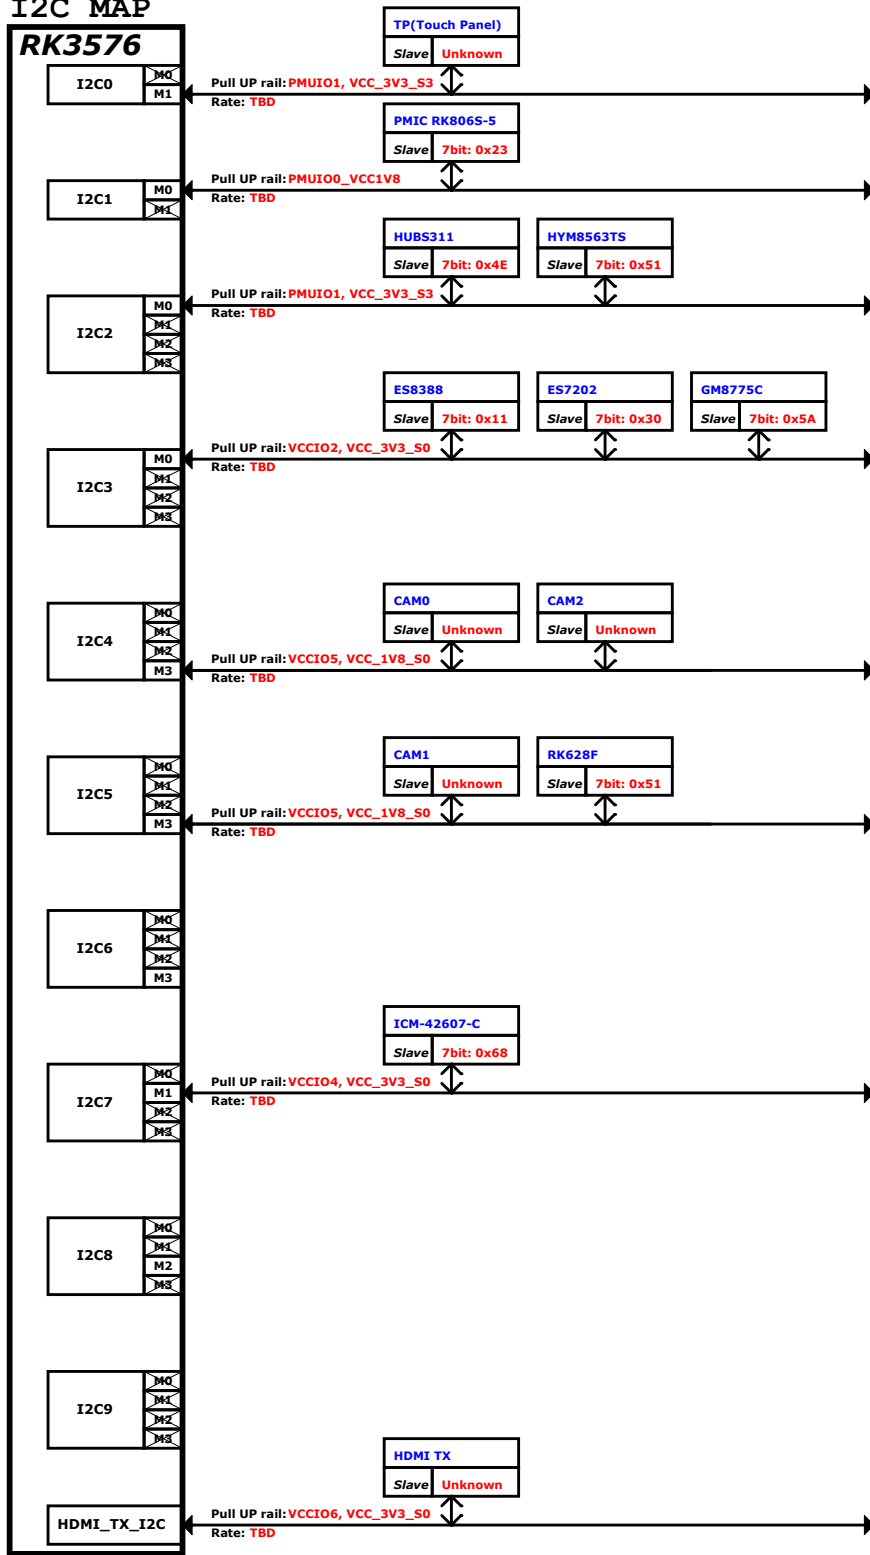 I2C MAP
RK3576
TP(Touch Panel)
Slave Unknown
I2C0
M0
M1
Pull UP rail: PMUIO1, VCC_3V3_S3
Rate: TBD
PMIC RK806S-5
Slave 7bit: 0x23
I2C1
M0
M1
Pull UP rail: PMUIO0_VCC1V8
Rate: TBD
HUBS311
Slave 7bit: 0x4E
HYM8563TS
Slave 7bit: 0x51
I2C2
M0
M1
M2
M3
Pull UP rail: PMUIO1, VCC_3V3_S3
Rate: TBD
ES8388
Slave 7bit: 0x11
ES7202
Slave 7bit: 0x30
GM8775C
Slave 7bit: 0x5A
I2C3
M0
M1
M2
M3
Pull UP rail: VCCIO2, VCC_3V3_S0
Rate: TBD
CAM0
Slave Unknown
CAM2
Slave Unknown
I2C4
M0
M1
M2
M3
Pull UP rail: VCCIO5, VCC_1V8_S0
Rate: TBD
CAM1
Slave Unknown
RK628F
Slave 7bit: 0x51
I2C5
M0
M1
M2
M3
Pull UP rail: VCCIO5, VCC_1V8_S0
Rate: TBD
I2C6
M0
M1
M2
M3
ICM-42607-C
Slave 7bit: 0x68
I2C7
M0
M1
M2
M3
Pull UP rail: VCCIO4, VCC_3V3_S0
Rate: TBD
I2C8
M0
M1
M2
M3
I2C9
M0
M1
M2
M3
HDMI TX
Slave Unknown
HDMI_TX_I2C
Pull UP rail: VCCIO6, VCC_3V3_S0
Rate: TBD